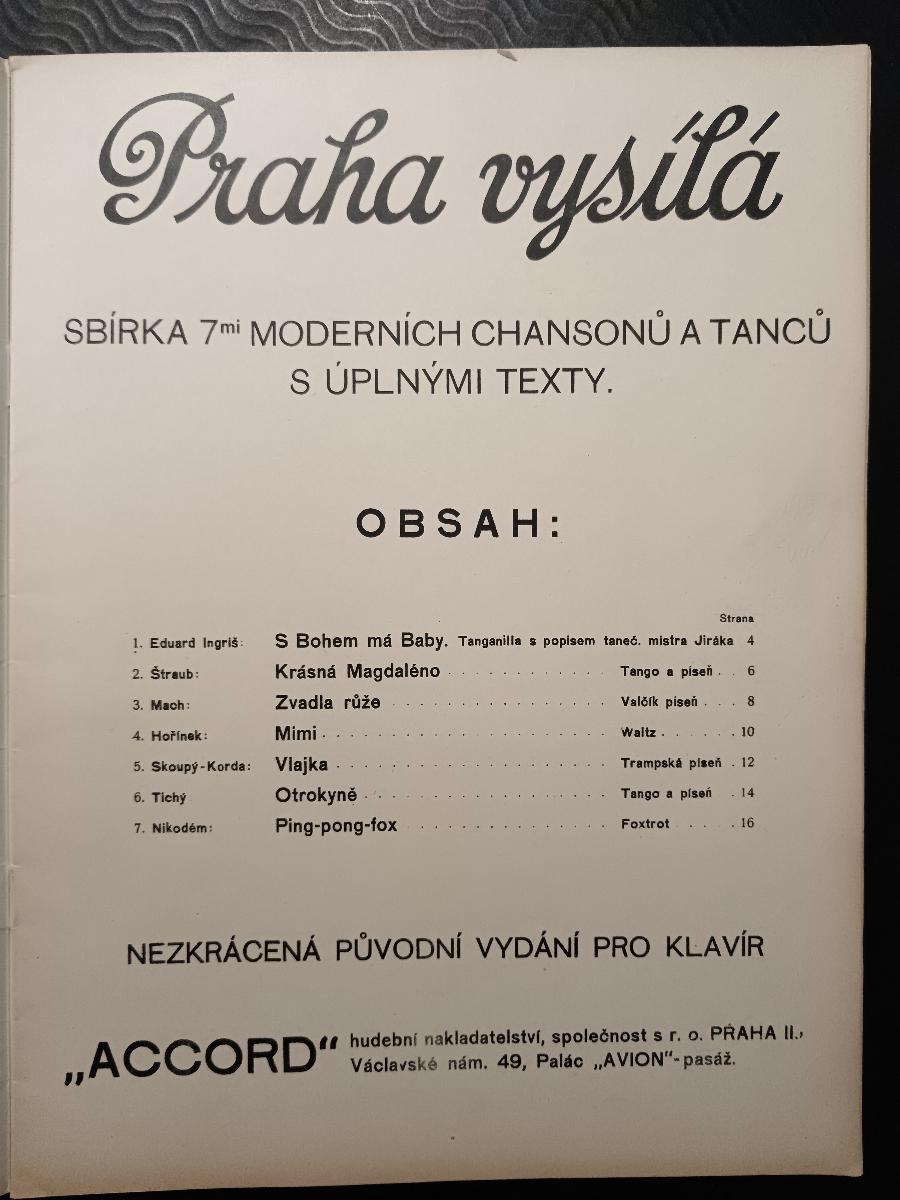 Praha vysílá
SBÍRKA 7mi MODERNÍCH CHANSONŮ A TANCŮ
S ÚPLNÝMI TEXTY.
OBSAH:
Strana
1. Eduard Ingriš: S Bohem má Baby. Tanganilla s popisem taneč. mistra Jiráka 4
2. Štraub: Krásná Magdaléno . . . . . . . . . . . . Tango a píseň . . 6
3. Mach: Zvadla růže . . . . . . . . . . . . . . . . Valčík píseň . . . 8
4. Hořínek: Mimi . . . . . . . . . . . . . . . . . . . . . Waltz . . . . . . 10
5. Skoupý-Korda: Vlajka . . . . . . . . . . . . . . . . . . . . Trampská píseň . 12
6. Tichý Otrokyně . . . . . . . . . . . . . . . . . . Tango a píseň . 14
7. Nikodém: Ping-pong-fox . . . . . . . . . . . . . . . Foxtrot . . . . 16
NEZKRÁCENÁ PŮVODNÍ VYDÁNÍ PRO KLAVÍR
„ACCORD“ hudební nakladatelství, společnost s r. o. PRAHA II.,
Václavské nám. 49, Palác „AVION“-pasáž.